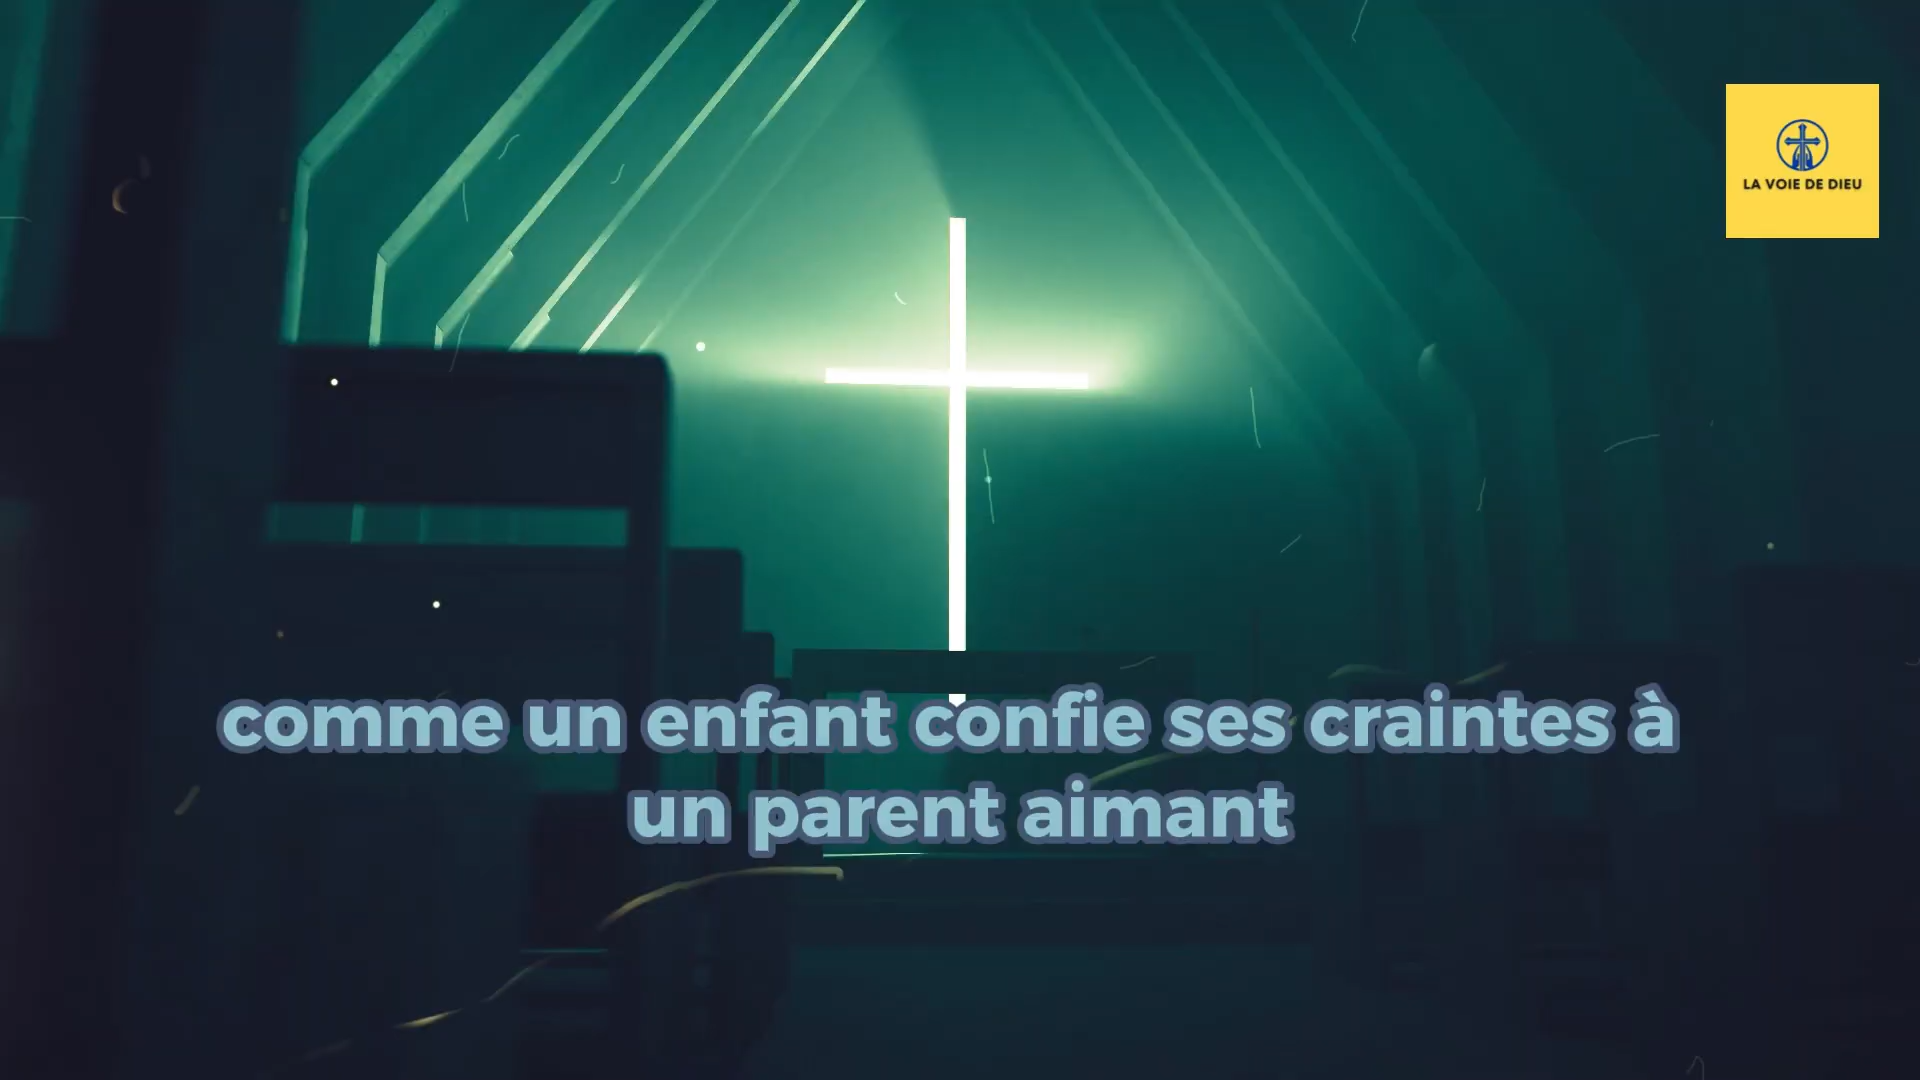 LA VOIE DE DIEU
comme un enfant confie ses craintes à
un parent aimant